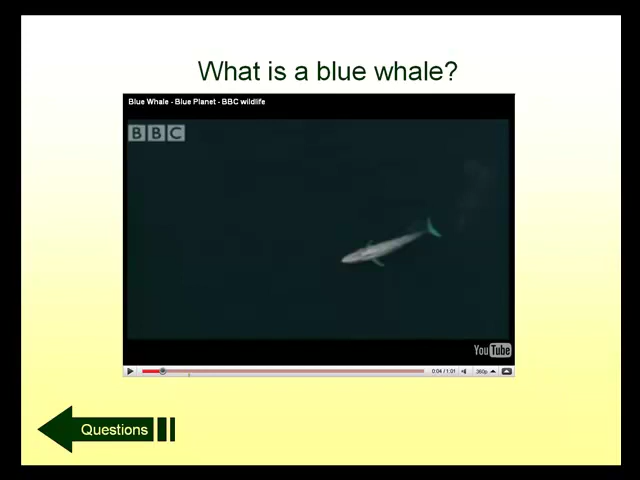 What is a blue whale?
Blue Whale - Blue Planet - BBC wildlife
BBC
YouTube
0:04 / 1:01 360p
Questions